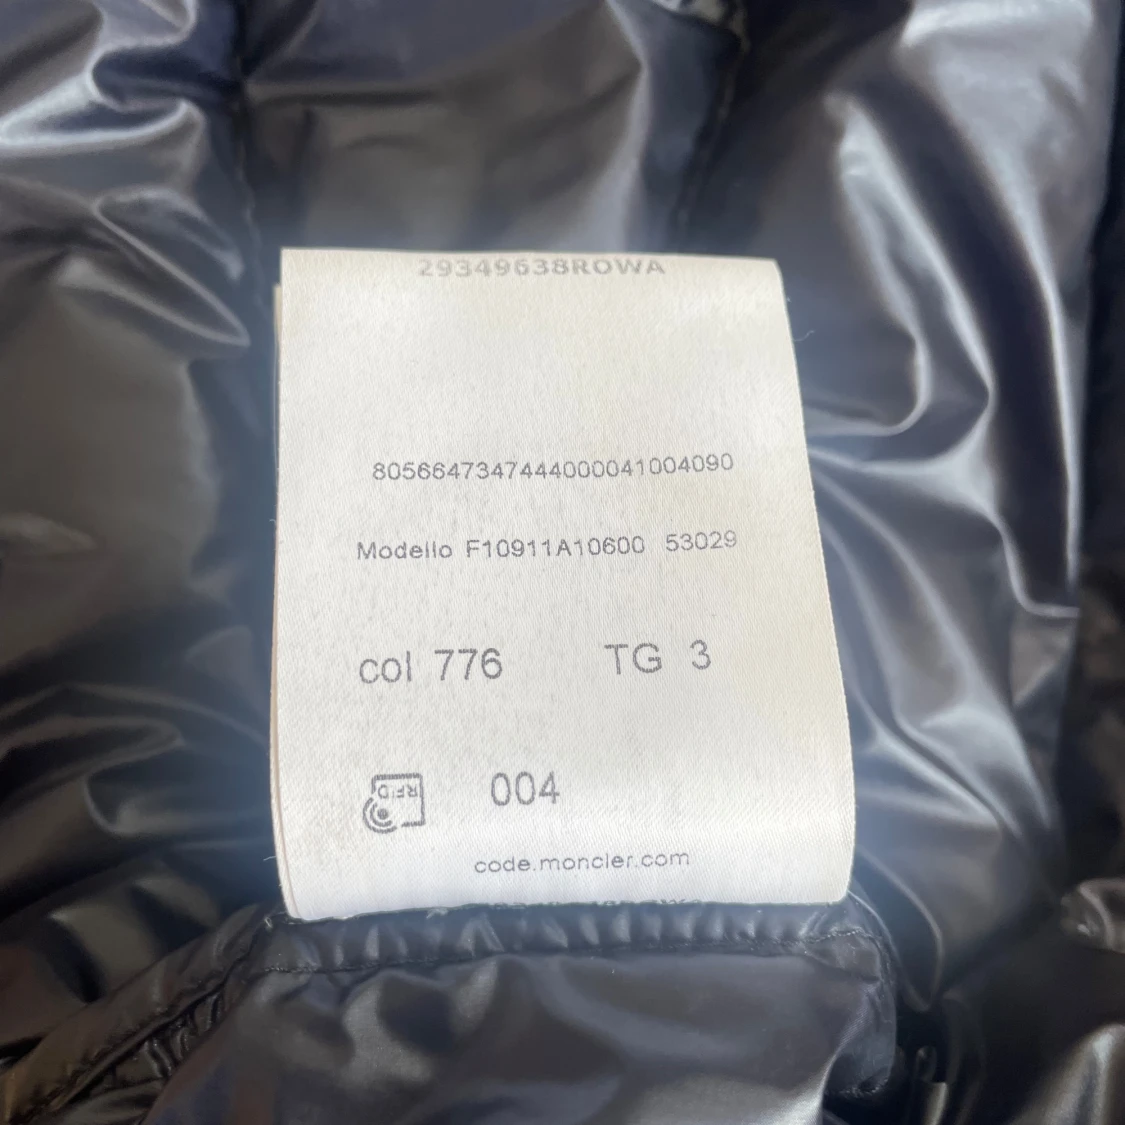 29349638ROWA
8056647347444000041004090
Modello F10911A10600 53029
col 776 TG 3
RFID
004
code.moncler.com